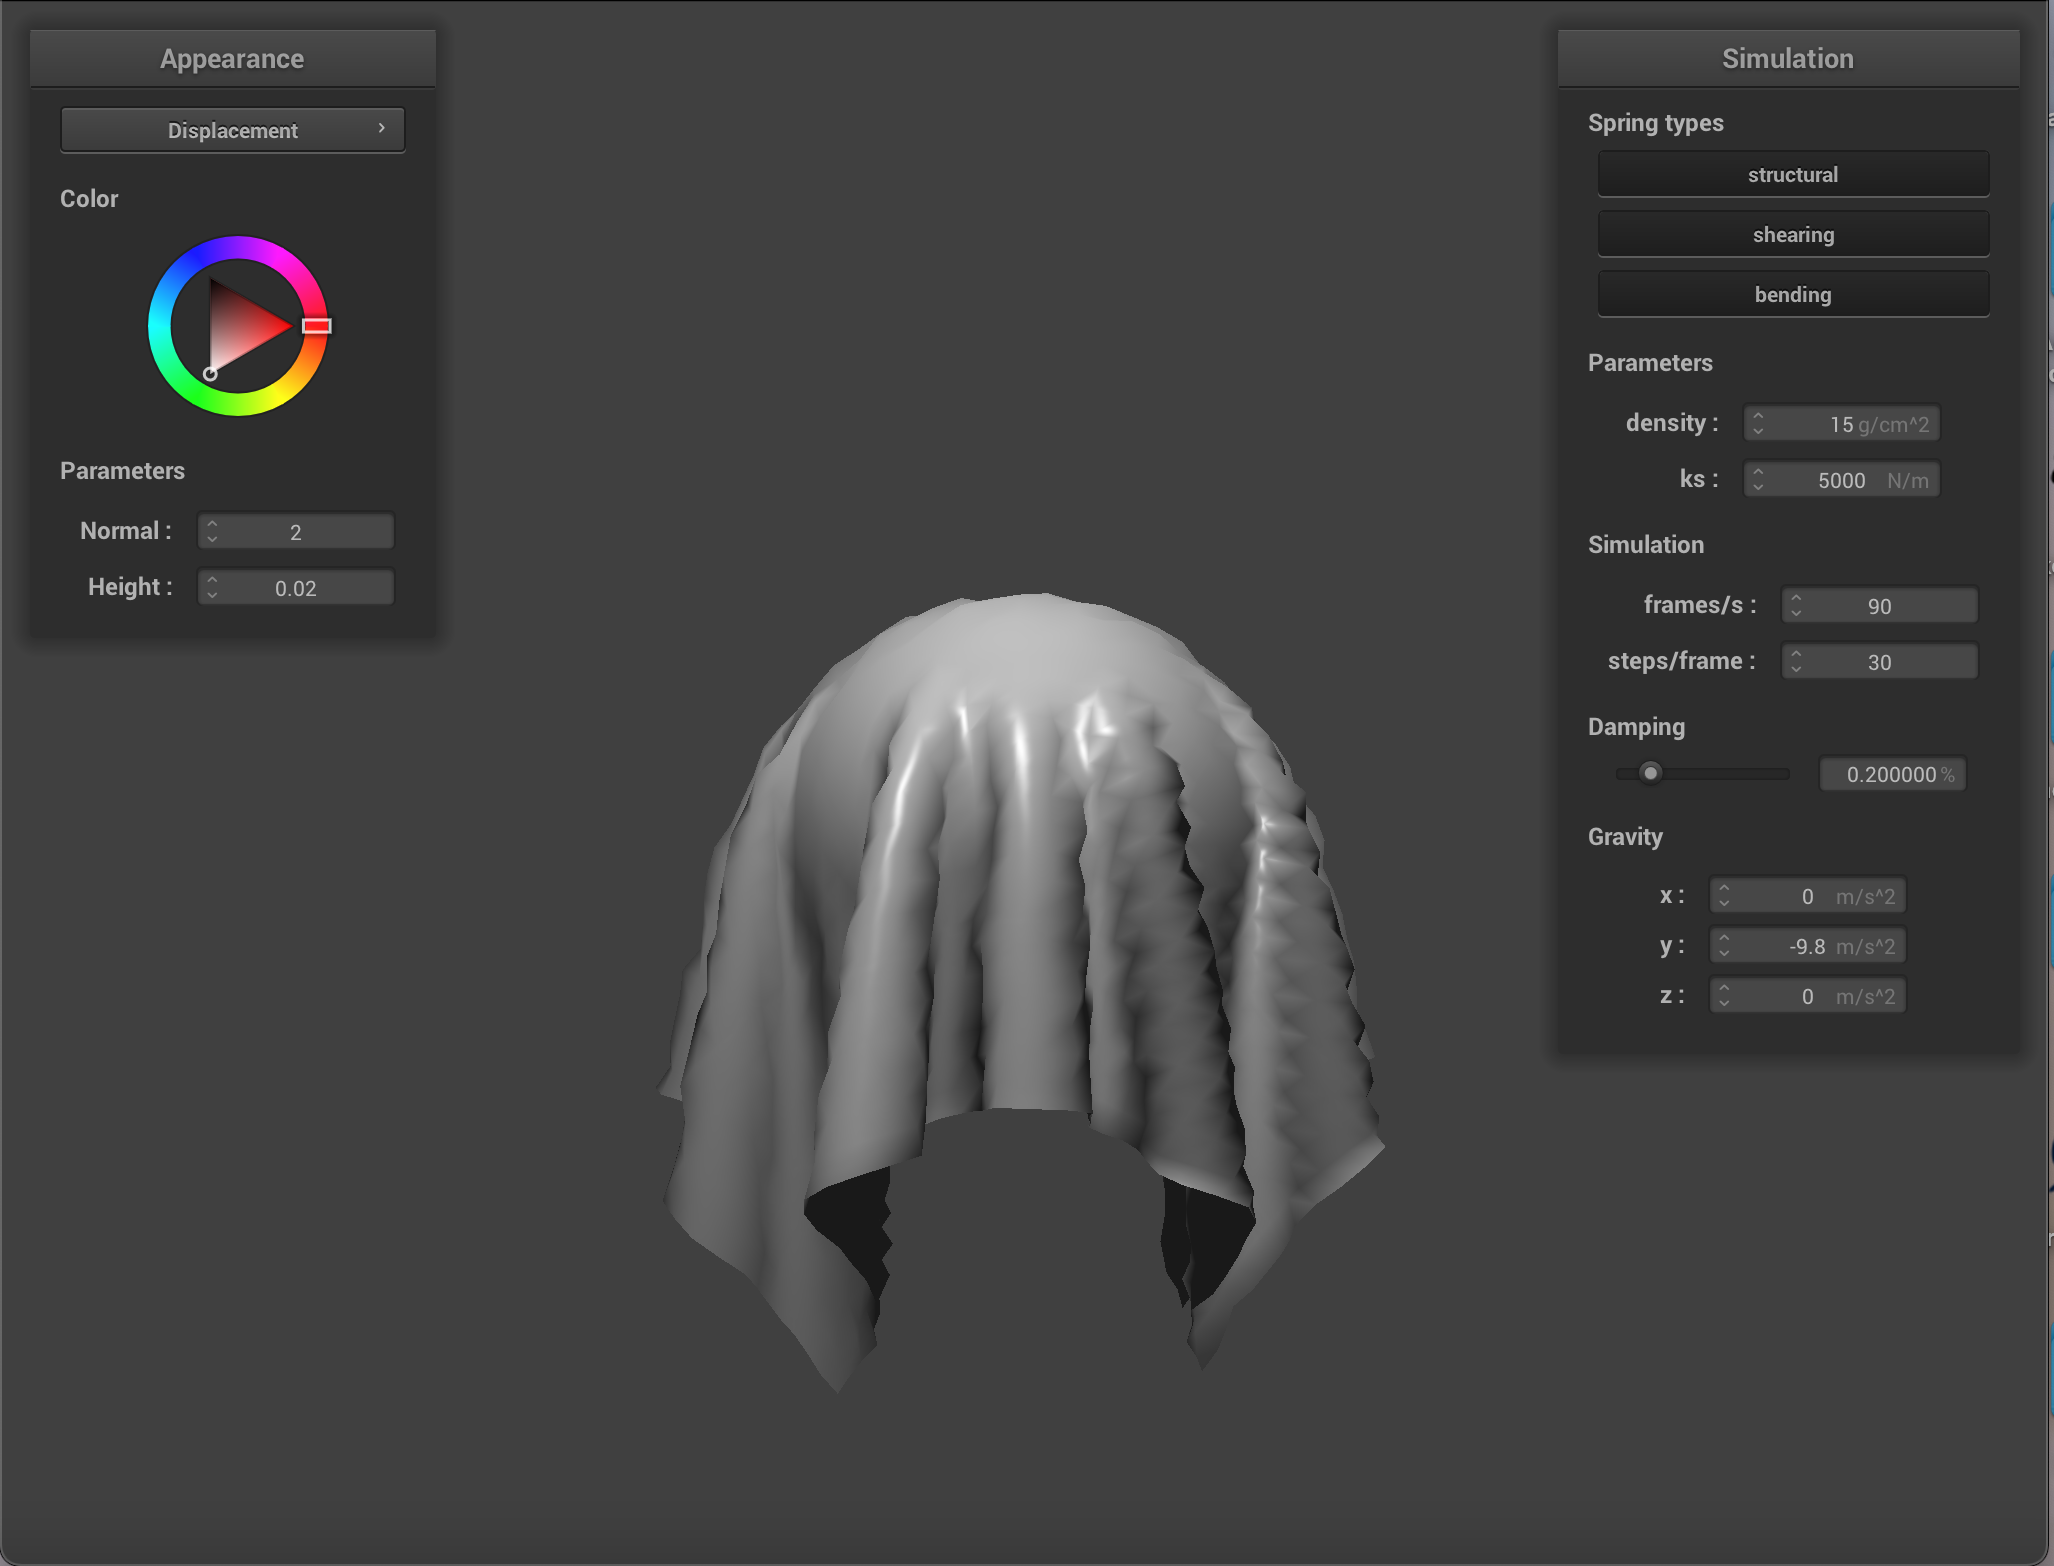 Appearance
Displacement
Color
Parameters
Normal : 2
Height : 0.02
Simulation
Spring types
structural
shearing
bending
Parameters
density : 15 g/cm^2
ks : 5000 N/m
Simulation
frames/s : 90
steps/frame : 30
Damping
0.200000 %
Gravity
x : 0 m/s^2
y : -9.8 m/s^2
z : 0 m/s^2